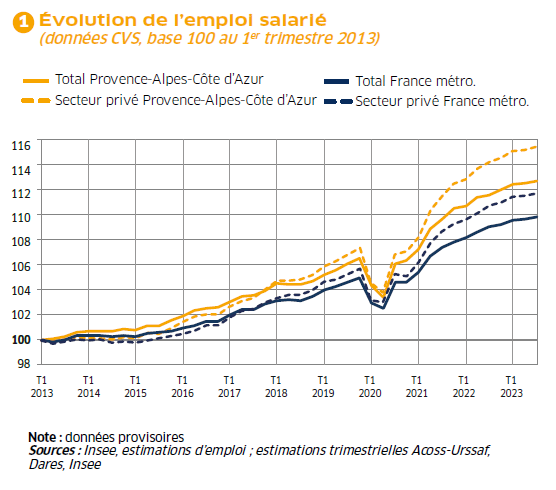 1 Évolution de l'emploi salarié
(données CVS, base 100 au 1er trimestre 2013)
Total Provence-Alpes-Côte d'Azur
Total France métro.
Secteur privé Provence-Alpes-Côte d'Azur
Secteur privé France métro.
116
114
112
110
108
106
104
102
100
98
T1 T1 T1 T1 T1 T1 T1 T1 T1 T1 T1
2013 2014 2015 2016 2017 2018 2019 2020 2021 2022 2023
Note : données provisoires
Sources : Insee, estimations d'emploi ; estimations trimestrielles Acoss-Urssaf,
Dares, Insee